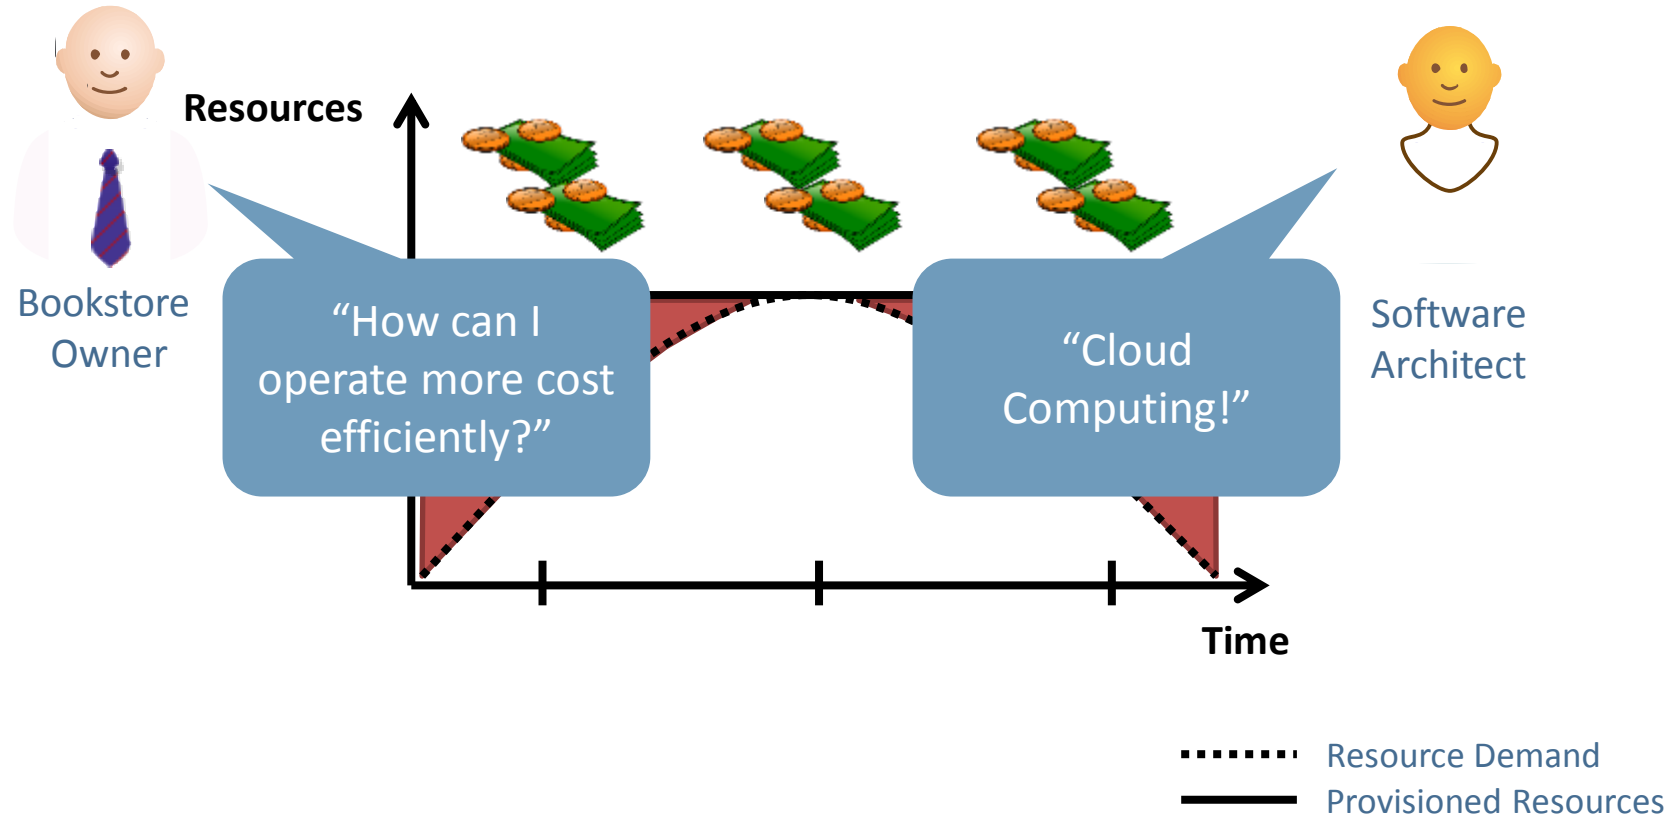 Resources
Bookstore
Owner
“How can I
operate more cost
efficiently?”
“Cloud
Computing!”
Software
Architect
Time
Resource Demand
Provisioned Resources